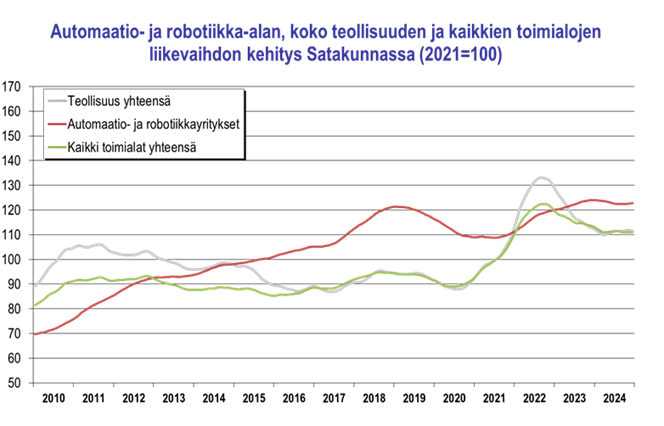 Automaatio- ja robotiikka-alan, koko teollisuuden ja kaikkien toimialojen
liikevaihdon kehitys Satakunnassa (2021=100)
170
160
150
140
130
120
110
100
90
80
70
60
50
Teollisuus yhteensä
Automaatio- ja robotiikkayritykset
Kaikki toimialat yhteensä
2010 2011 2012 2013 2014 2015 2016 2017 2018 2019 2020 2021 2022 2023 2024